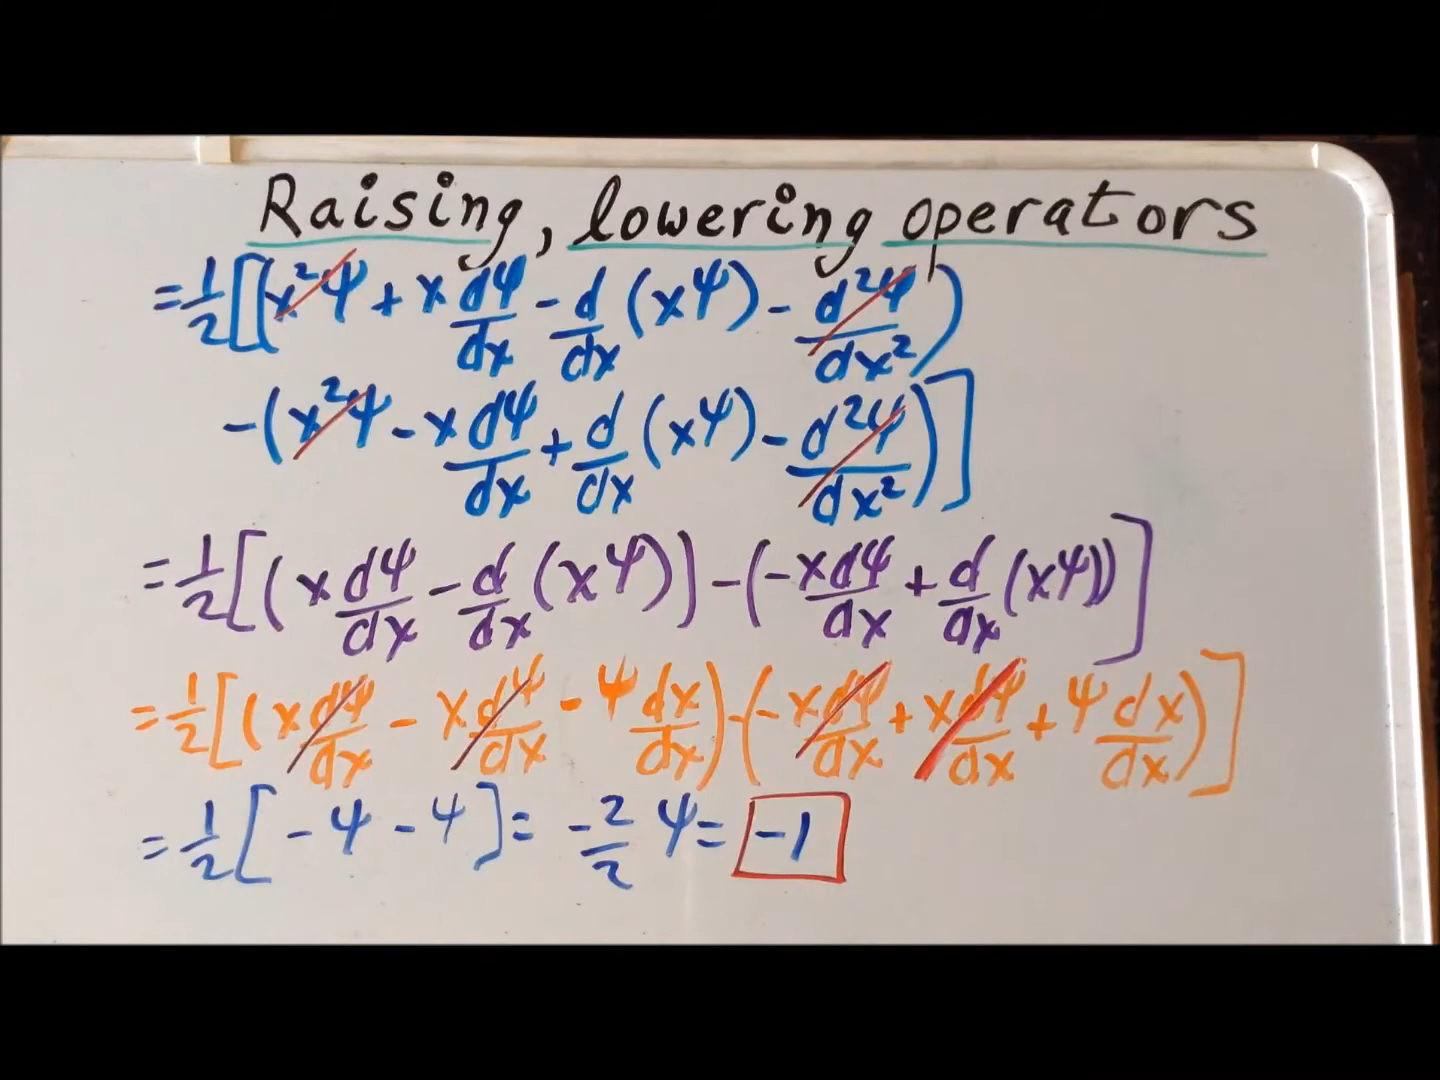 Raising, lowering operators
=1/2[(x²Ψ + x dΨ/dx - d/dx (xΨ) - d²Ψ/dx²)
-(x²Ψ - x dΨ/dx + d/dx (xΨ) - d²Ψ/dx²)]
=1/2[(x dΨ/dx - d/dx (xΨ)) - (-x dΨ/dx + d/dx (xΨ))]
=1/2[(x dΨ/dx - x dΨ/dx - Ψ dx/dx) - (-x dΨ/dx + x dΨ/dx + Ψ dx/dx)]
=1/2[-Ψ - Ψ] = -2/2 Ψ = -1